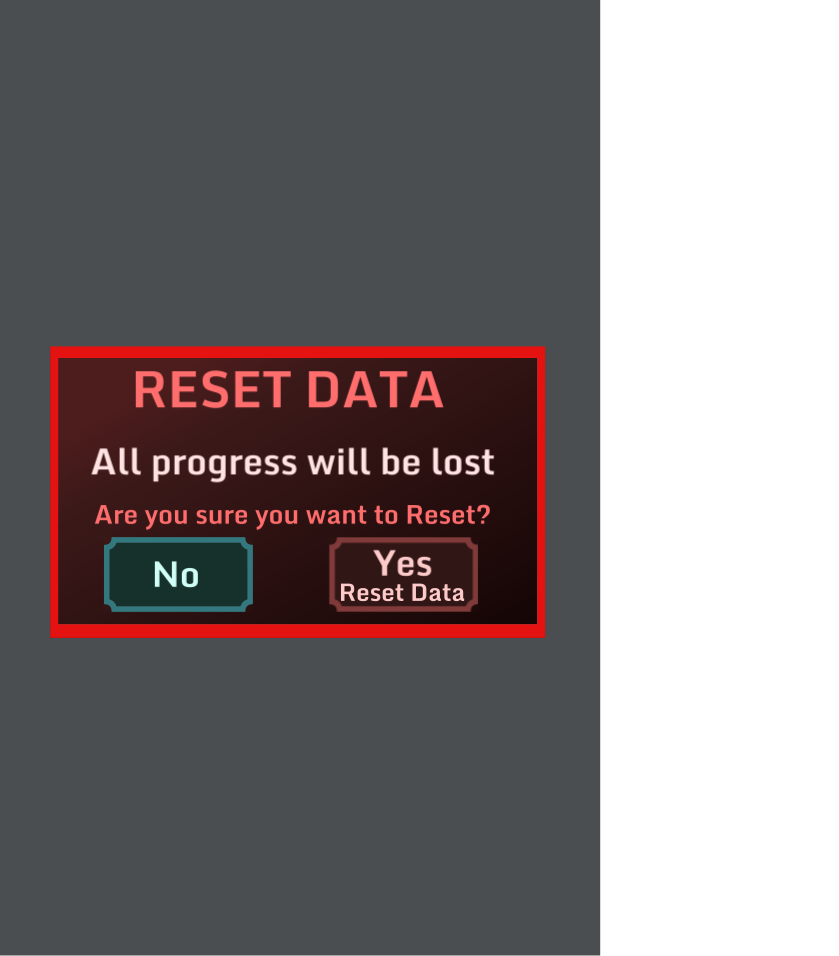 RESET DATA
All progress will be lost
Are you sure you want to Reset?
No
Yes
Reset Data